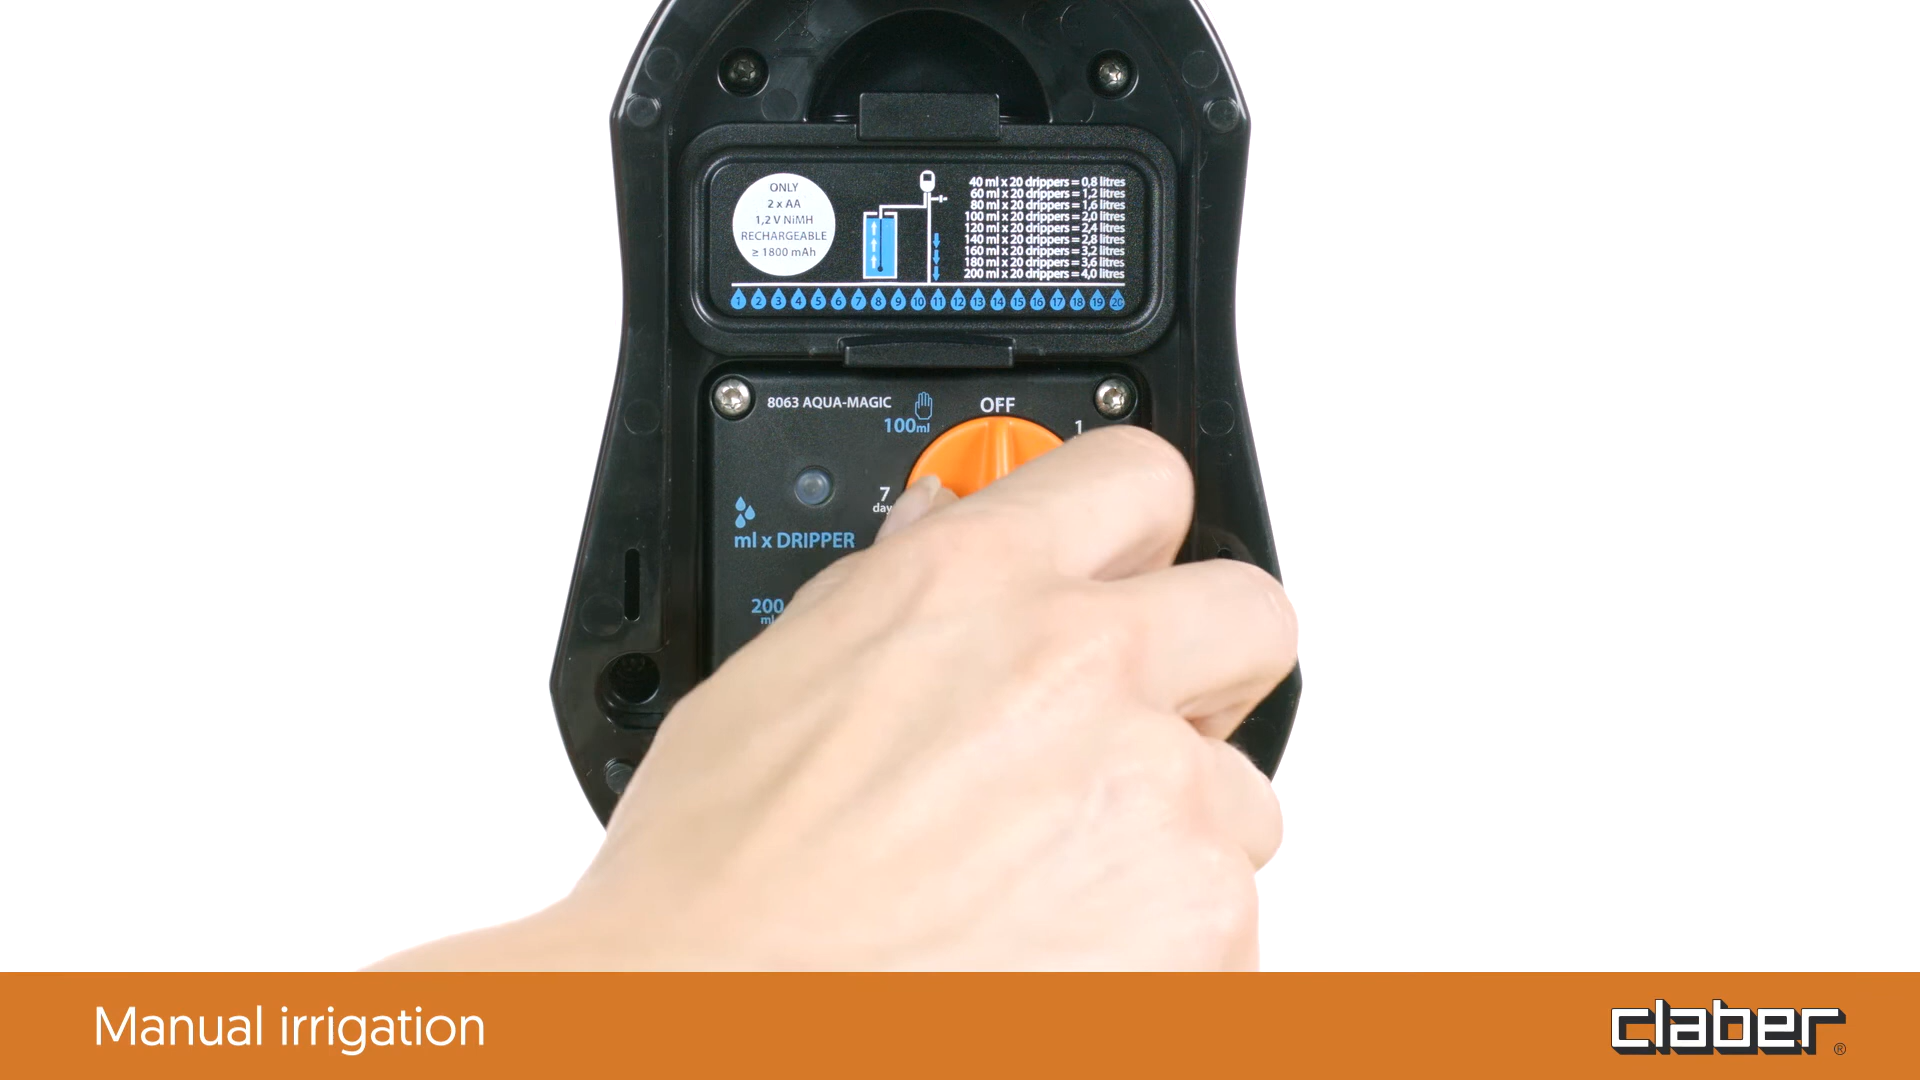 ONLY
2 x AA
1,2 V NiMH
RECHARGEABLE
≥ 1800 mAh
40 ml x 20 drippers = 0,8 litres
60 ml x 20 drippers = 1,2 litres
80 ml x 20 drippers = 1,6 litres
100 ml x 20 drippers = 2,0 litres
120 ml x 20 drippers = 2,4 litres
140 ml x 20 drippers = 2,8 litres
160 ml x 20 drippers = 3,2 litres
180 ml x 20 drippers = 3,6 litres
200 ml x 20 drippers = 4,0 litres
1 2 3 4 5 6 7 8 9 10 11 12 13 14 15 16 17 18 19 20
8063 AQUA-MAGIC
100ml
OFF
1
7
ml x DRIPPER
200
ml
Manual irrigation
claber®